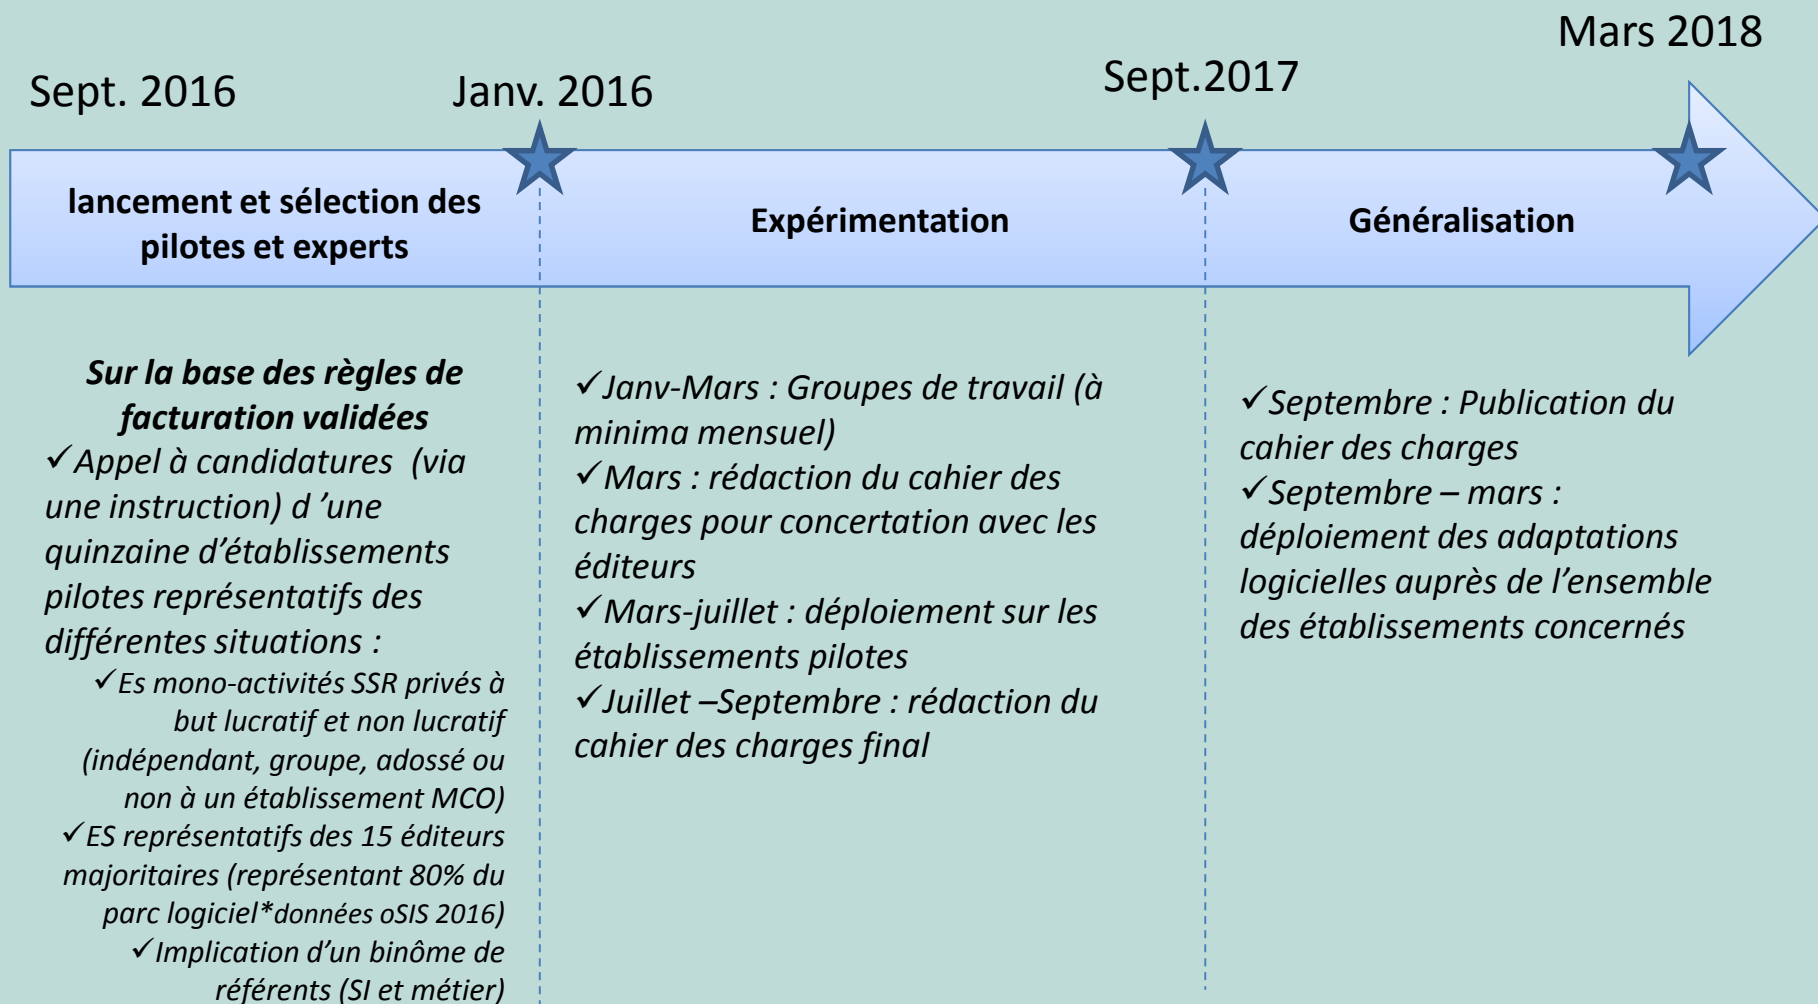 Sept. 2016
Janv. 2016
Sept.2017
Mars 2018
lancement et sélection des
pilotes et experts
Expérimentation
Généralisation
Sur la base des règles de
facturation validées
✓Appel à candidatures (via
une instruction) d ’une
quinzaine d’établissements
pilotes représentatifs des
différentes situations :
✓Es mono-activités SSR privés à
but lucratif et non lucratif
(indépendant, groupe, adossé ou
non à un établissement MCO)
✓ES représentatifs des 15 éditeurs
majoritaires (représentant 80% du
parc logiciel*données oSIS 2016)
✓Implication d’un binôme de
référents (SI et métier)
✓Janv-Mars : Groupes de travail (à
minima mensuel)
✓Mars : rédaction du cahier des
charges pour concertation avec les
éditeurs
✓Mars-juillet : déploiement sur les
établissements pilotes
✓Juillet –Septembre : rédaction du
cahier des charges final
✓Septembre : Publication du
cahier des charges
✓Septembre – mars :
déploiement des adaptations
logicielles auprès de l’ensemble
des établissements concernés